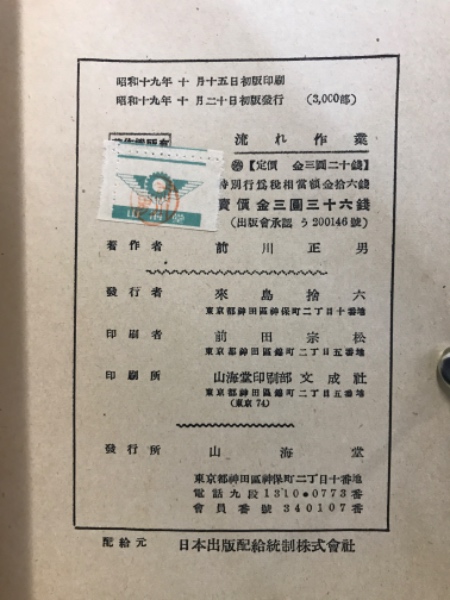 昭和十九年 十 月十五日初版印刷
昭和十九年 十 月二十日初版發行 (3,000部)
流れ作業
㊕【定價 金三圓二十錢】
特別行爲稅相當額金拾六錢
賣價金三圓三十六錢
(出版會承認 う 200146號)
著作者 前川正男
發行者 來島捨六
東京都神田區神保町二丁目十番地
印刷者 前田宗松
東京都神田區錦町二丁目五番地
印刷所 山海堂印刷部 文成社
東京都神田區錦町二丁目五番地
(東京 74)
發行所 山海堂
東京都神田區神保町二丁目十番地
電話九段1310・0773番
會員番號 340107番
配給元 日本出版配給統制株式會社